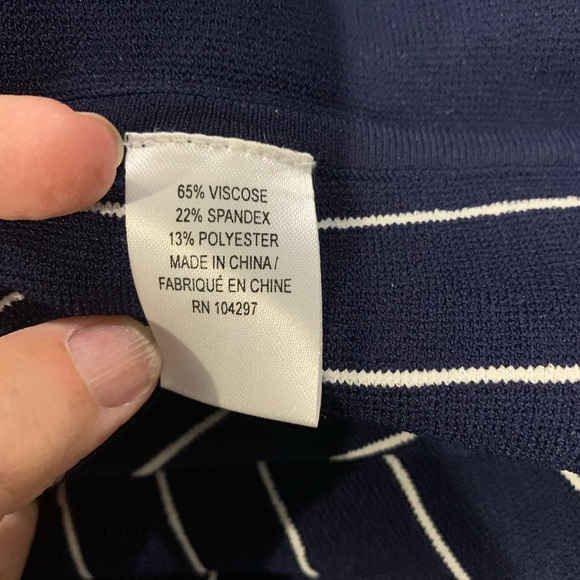 65% VISCOSE
22% SPANDEX
13% POLYESTER
MADE IN CHINA/
FABRIQUÉ EN CHINE
RN 104297